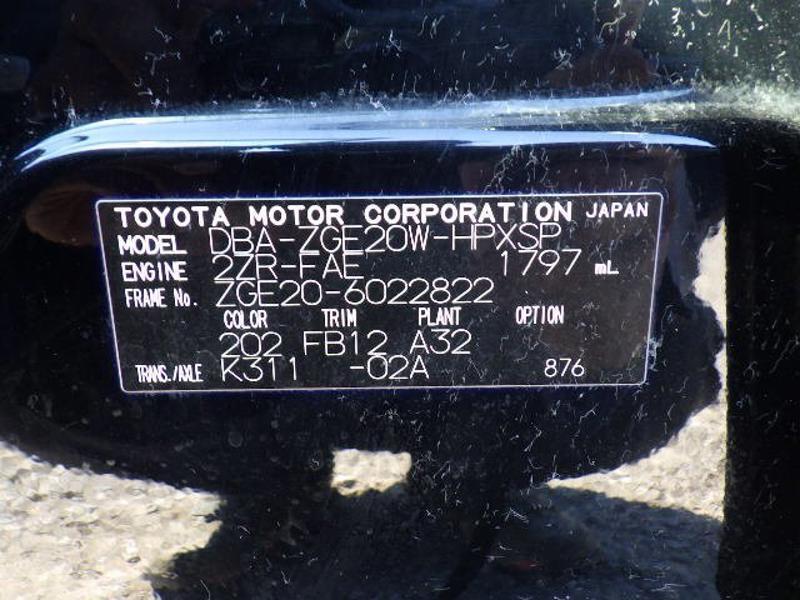 TOYOTA MOTOR CORPORATION JAPAN
MODEL DBA-ZGE20W-HPXSP
ENGINE 2ZR-FAE 1797 mL
FRAME No. ZGE20-6022822
COLOR TRIM PLANT OPTION
202 FB12 A32
TRANS./AXLE K311 -02A 876